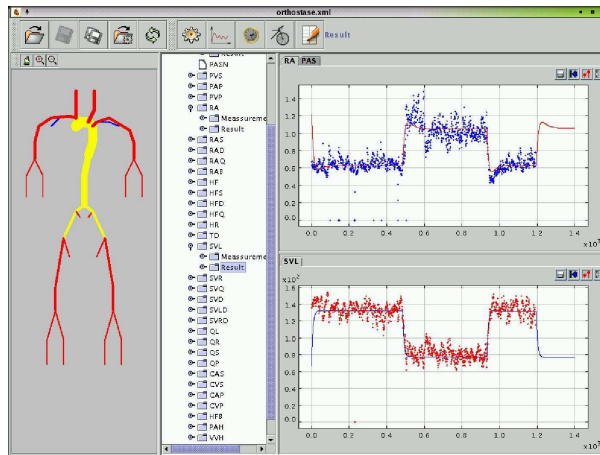 orthostase.xml
Result
PASN
PVS
PAP
PVP
RA
Measureme
Result
RAS
RAD
RAQ
RAB
HF
HFS
HFD
HFQ
HR
TD
SVL
Measureme
Result
SVR
SVQ
SVD
SVLD
SVRD
QL
QR
QS
QP
CAS
CVS
CAP
CVP
HFB
PAH
VVH
RA PAS
1.4
1.2
1.0
0.8
0.6
0.4
0.2
0.0
0.0 0.2 0.4 0.6 0.8 1.0 1.2 1.4
x10
SVL
x10²
1.6
1.4
1.2
1.0
0.8
0.6
0.4
0.2
0.0
0.0 0.2 0.4 0.6 0.8 1.0 1.2 1.4
x10